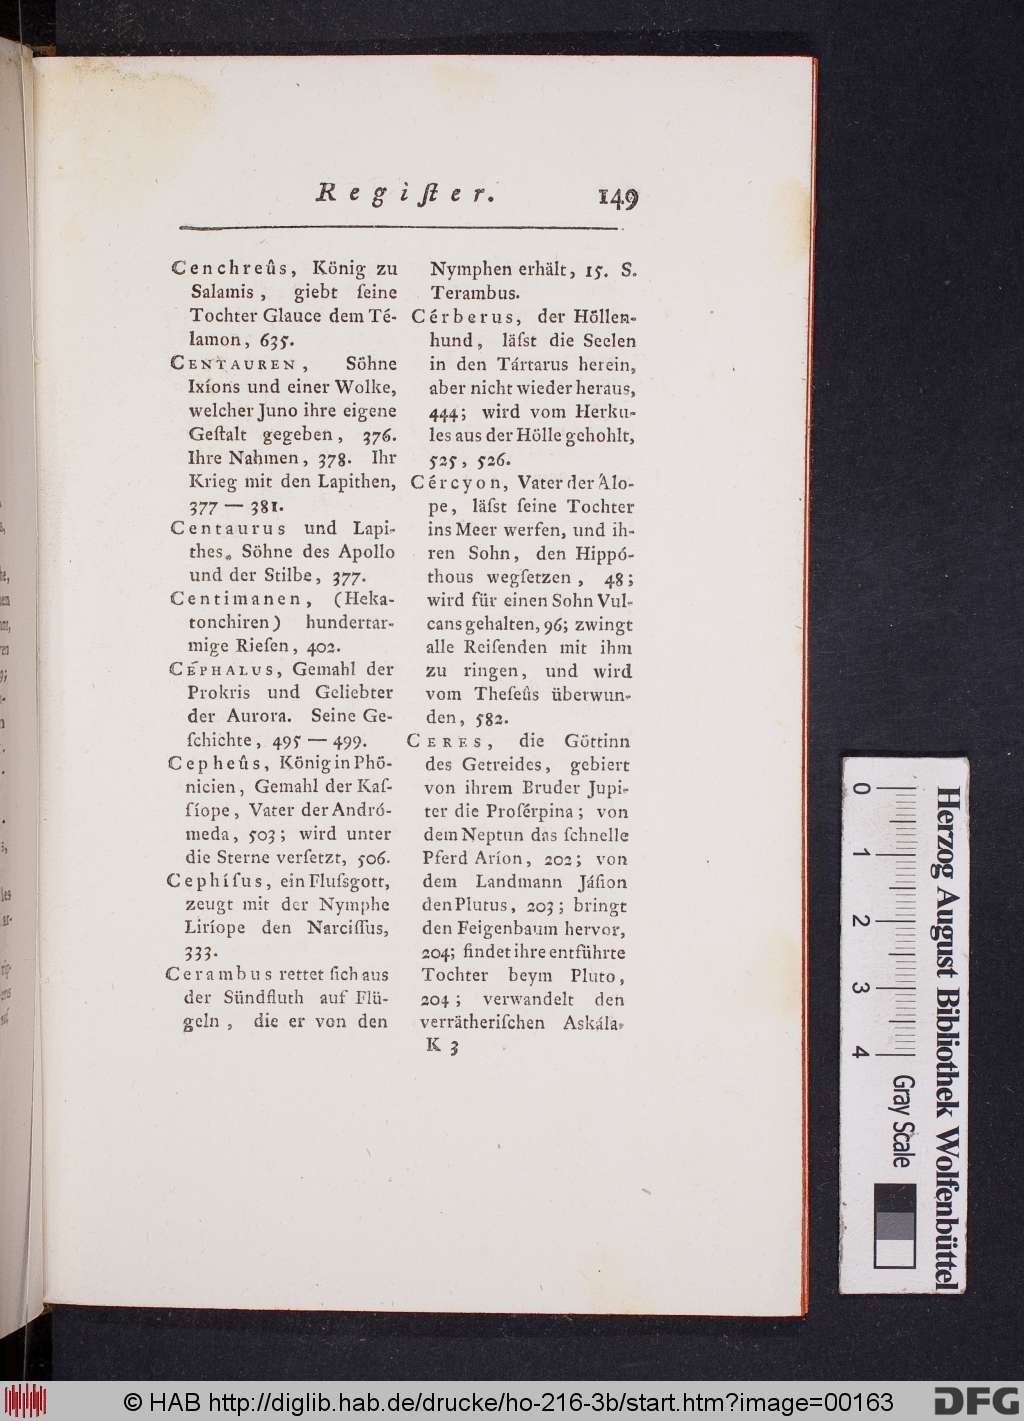 Regiſter. 149
Cenchreûs, König zu
Salamis, giebt ſeine
Tochter Glauce dem Té-
lamon, 635.
CENTAUREN, Söhne
Ixíons und einer Wolke,
welcher Juno ihre eigene
Geſtalt gegeben, 376.
Ihre Nahmen, 378. Ihr
Krieg mit den Lapithen,
377 — 381.
Centaurus und Lapi-
thes, Söhne des Apollo
und der Stilbe, 377.
Centimanen, (Heka-
tonchiren) hundertar-
mige Rieſen, 402.
CÉPHALUS, Gemahl der
Prokris und Geliebter
der Aurora. Seine Ge-
ſchichte, 495 — 499.
Cepheûs, König in Phö-
nicien, Gemahl der Kaſ-
ſíope, Vater der Andró-
meda, 503; wird unter
die Sterne verſetzt, 506.
Cephíſus, ein Fluſsgott,
zeugt mit der Nymphe
Liríope den Narciſſus,
333.
Cerambus rettet ſich aus
der Sündfluth auf Flü-
geln, die er von den
Nymphen erhält, 15. S.
Terambus.
Cérberus, der Höllen-
hund, läſst die Seelen
in den Tártarus herein,
aber nicht wieder heraus,
444; wird vom Herku-
les aus der Hölle gehohlt,
525, 526.
Cércyon, Vater der Álo-
pe, läſst ſeine Tochter
ins Meer werfen, und ih-
ren Sohn, den Hippó-
thous wegſetzen, 48;
wird für einen Sohn Vul-
cans gehalten, 96; zwingt
alle Reiſenden mit ihm
zu ringen, und wird
vom Theſeûs überwun-
den, 582.
CERES, die Göttinn
des Getreides, gebiert
von ihrem Bruder Jupi-
ter die Proſérpina; von
dem Neptun das ſchnelle
Pferd Aríon, 202; von
dem Landmann Jáſion
den Plutus, 203; bringt
den Feigenbaum hervor,
204; findet ihre entführte
Tochter beym Pluto,
204; verwandelt den
verrätheriſchen Askála-
K 3
Herzog August Bibliothek Wolfenbüttel
0 1 2 3 4 Gray Scale
© HAB http://diglib.hab.de/drucke/ho-216-3b/start.htm?image=00163
DFG